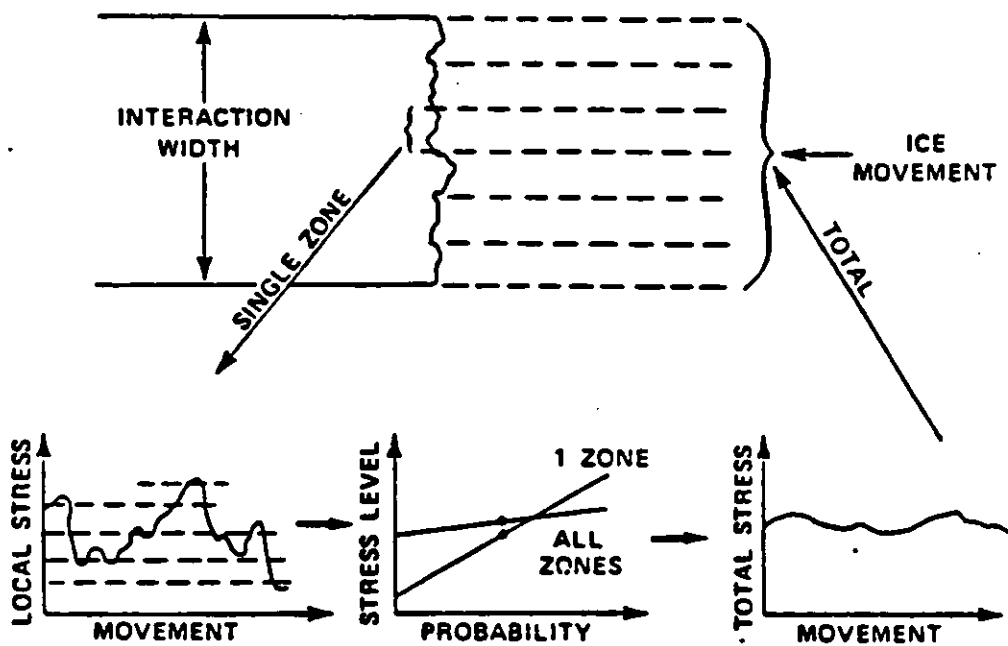 INTERACTION
WIDTH
ICE
MOVEMENT
SINGLE ZONE
TOTAL
LOCAL STRESS
MOVEMENT
STRESS LEVEL
1 ZONE
ALL
ZONES
PROBABILITY
TOTAL STRESS
MOVEMENT